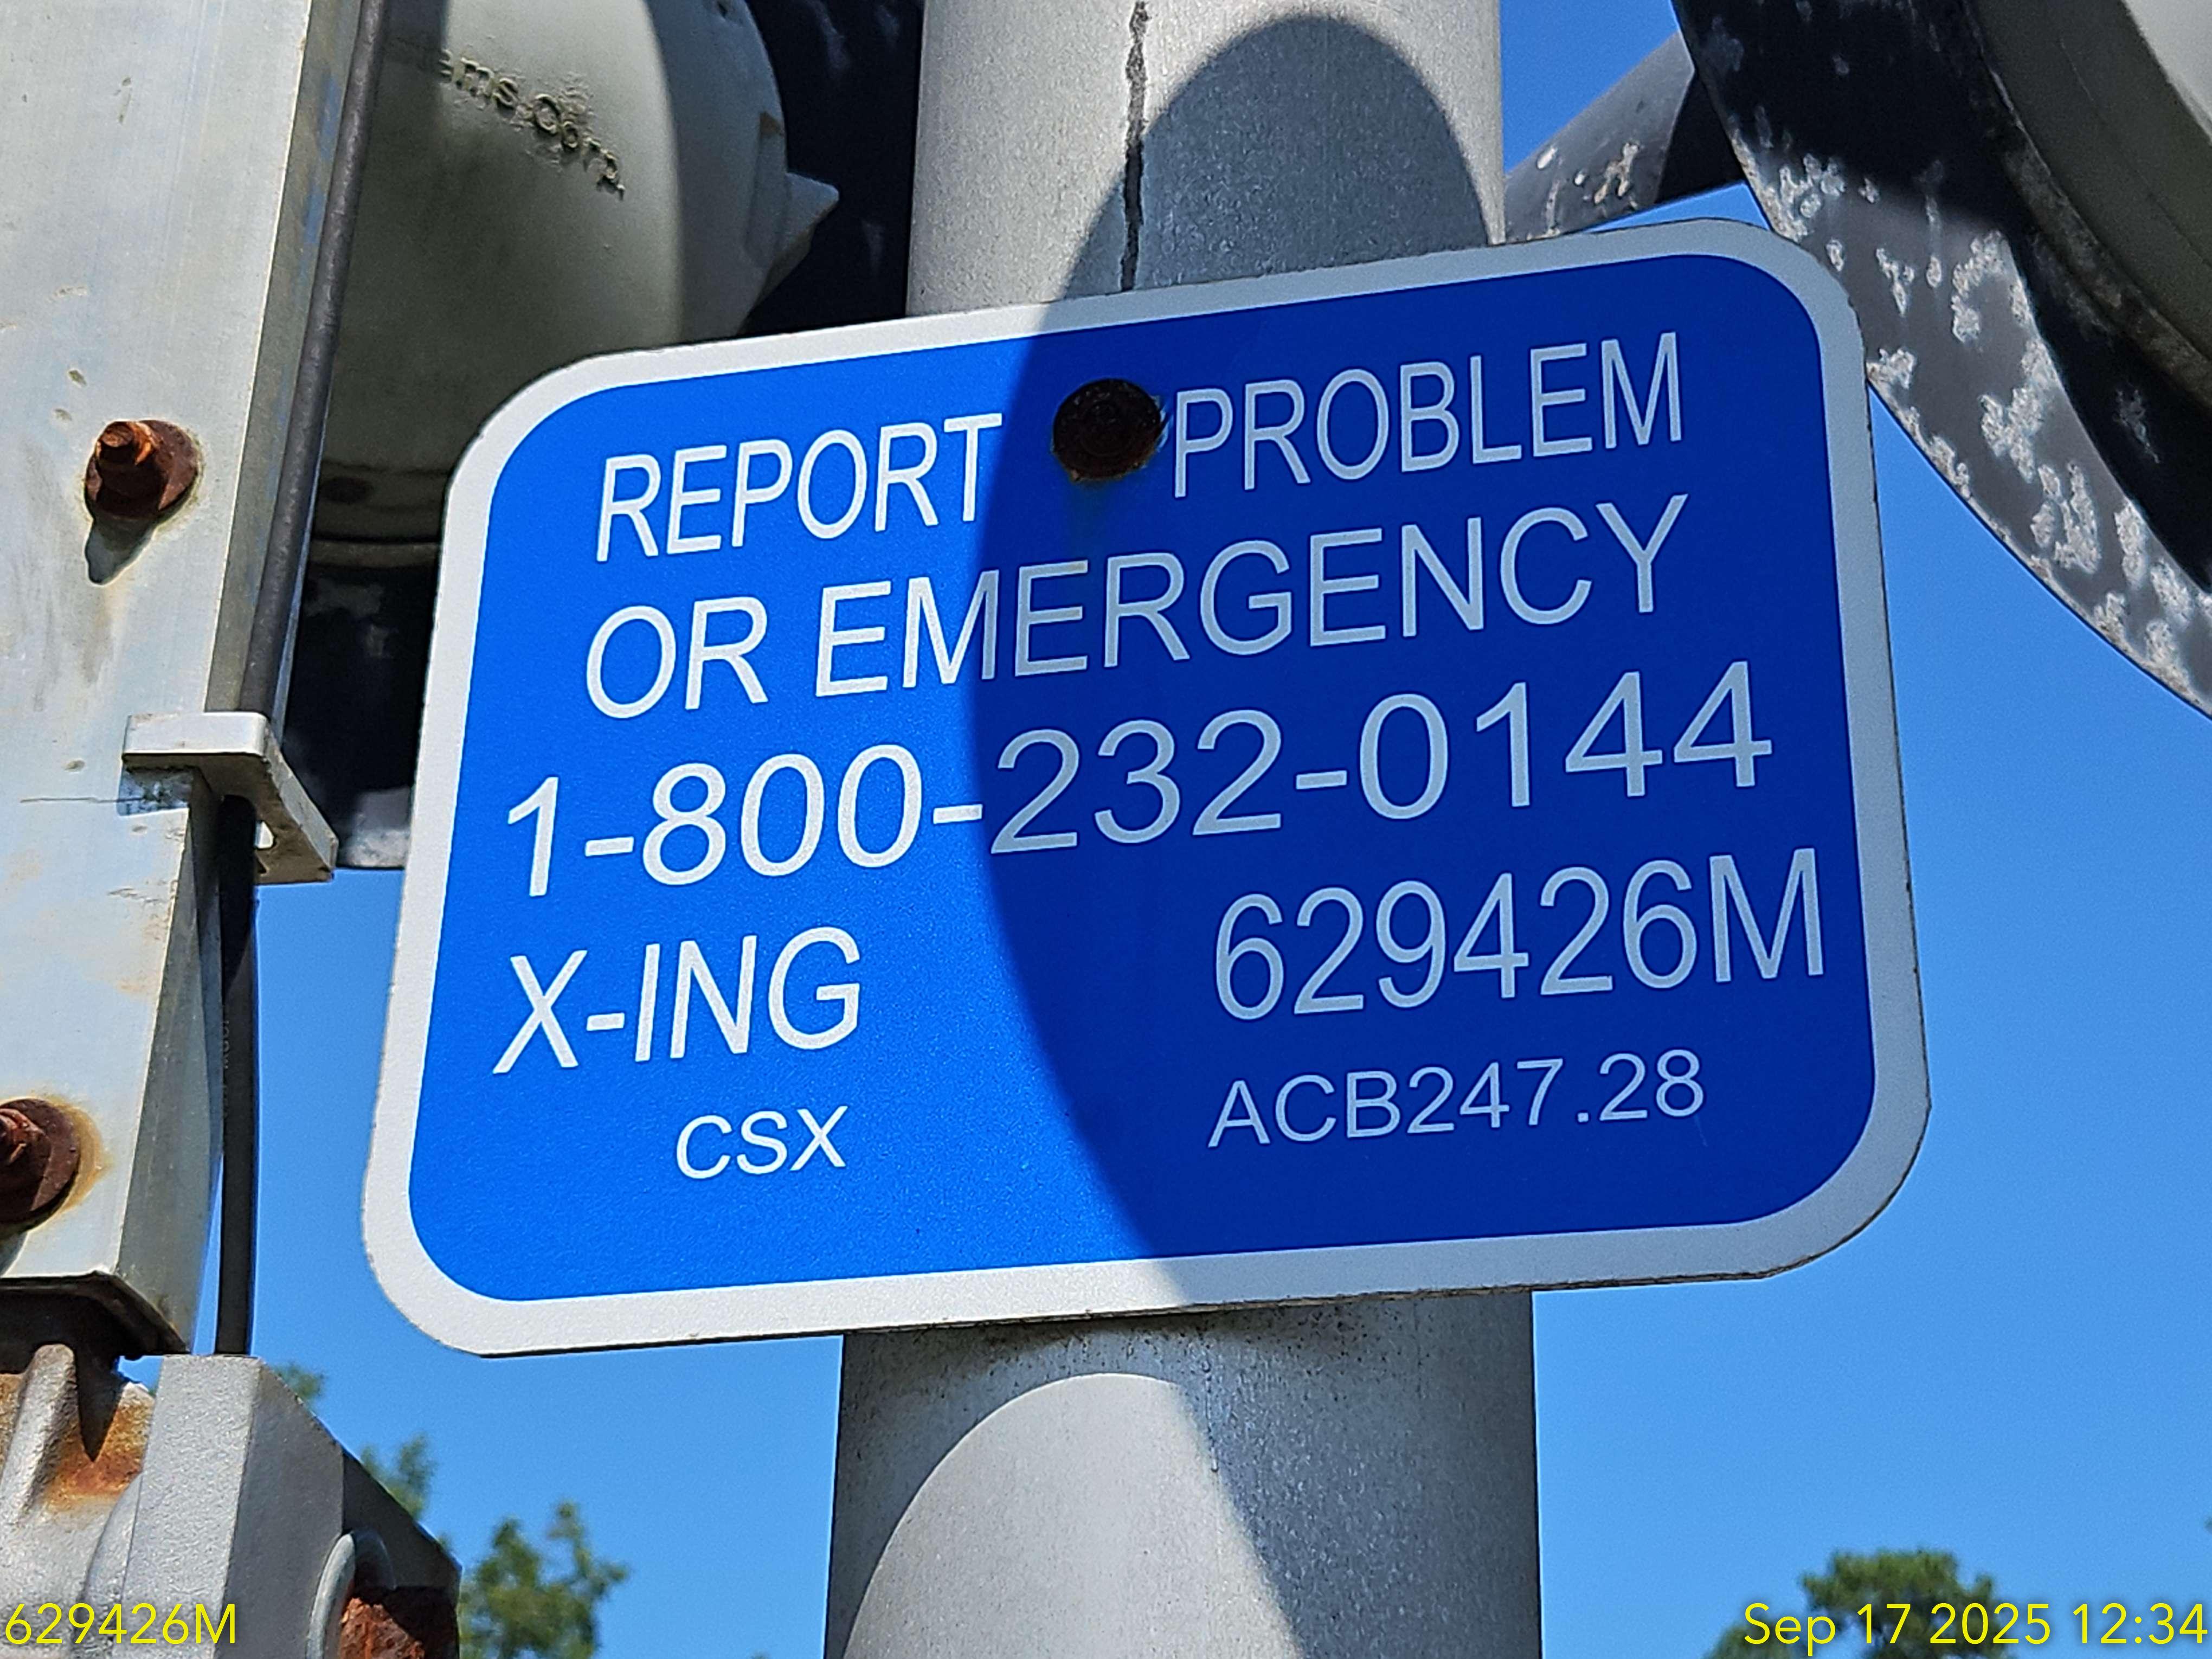 REPORT PROBLEM
OR EMERGENCY
1-800-232-0144
X-ING 629426M
CSX ACB247.28
629426M
Sep 17 2025 12:34